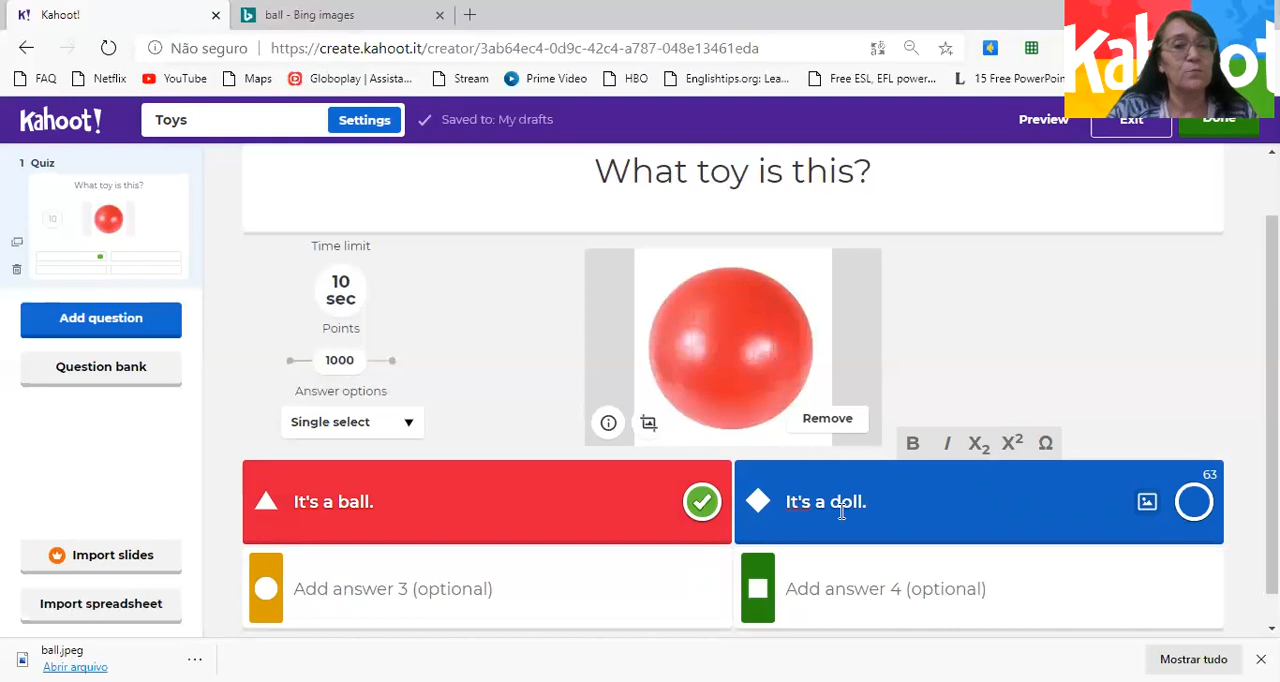 K! Kahoot!
ball - Bing images
Não seguro
https://create.kahoot.it/creator/3ab64ec4-0d9c-42c4-a787-048e13461eda
FAQ
Netflix
YouTube
Maps
Globoplay | Assista...
Stream
Prime Video
HBO
Englishtips.org: Lea...
Free ESL, EFL power...
L 15 Free PowerPoin
Kahoot!
Toys
Settings
Saved to: My drafts
Preview
Exit
Done
1 Quiz
What toy is this?
10
Add question
Question bank
Import slides
Import spreadsheet
What toy is this?
Time limit
10
sec
Points
1000
Answer options
Single select
Remove
B I X2 X2 Ω
It's a ball.
It's a doll.
63
Add answer 3 (optional)
Add answer 4 (optional)
ball.jpeg
Abrir arquivo
Mostrar tudo